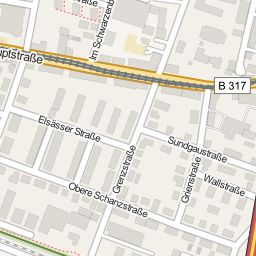 Im Schwarzenb
uptstraße
B 317
Elsässer Straße
Sundgaustraße
Grenzstraße
Grienstraße
Wallstraße
Obere Schanzstraße